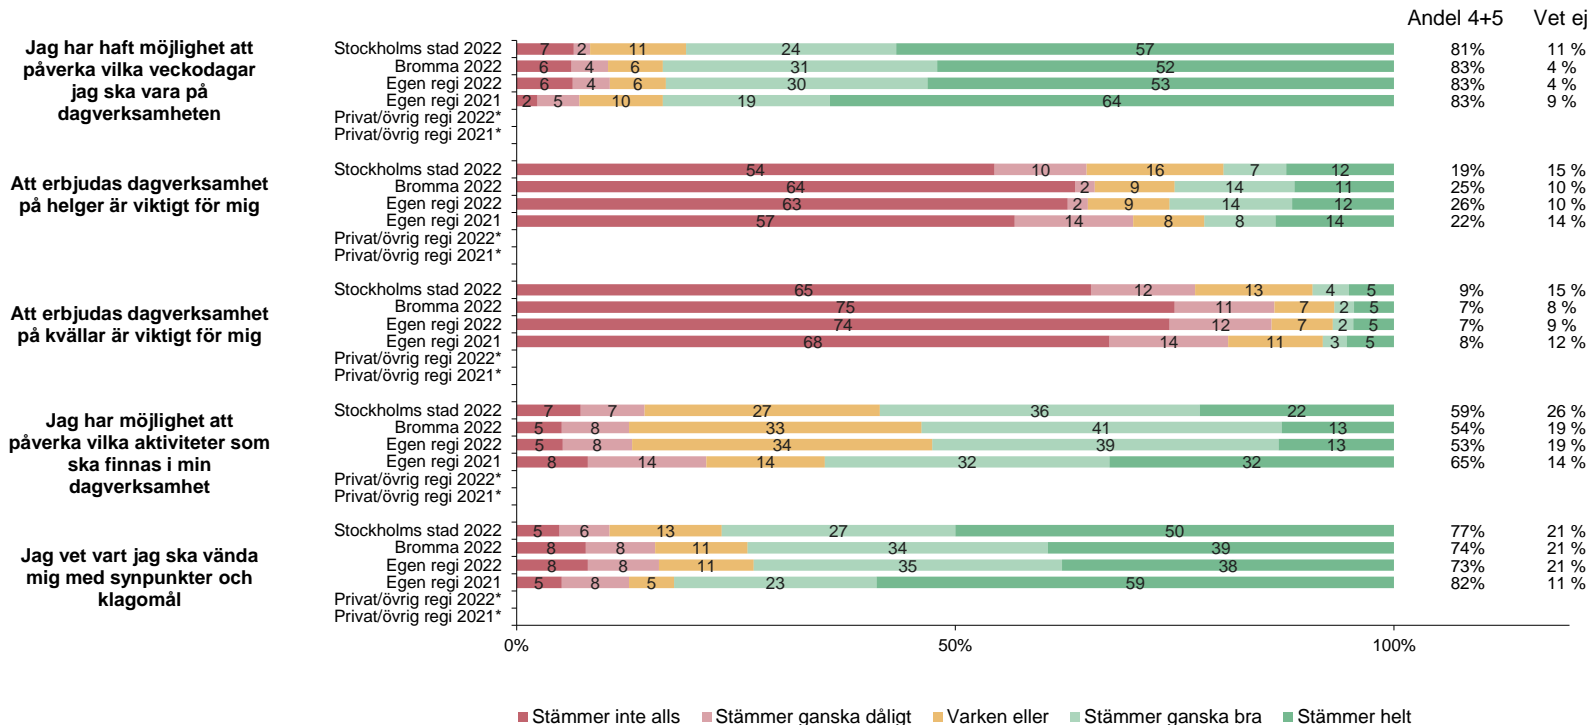 Andel 4+5 Vet ej
Jag har haft möjlighet att
påverka vilka veckodagar
jag ska vara på
dagverksamheten
Stockholms stad 2022 7 2 11 24 57 81% 11 %
Bromma 2022 6 4 6 31 52 83% 4 %
Egen regi 2022 6 4 6 30 53 83% 4 %
Egen regi 2021 2 5 10 19 64 83% 9 %
Privat/övrig regi 2022*
Privat/övrig regi 2021*
Att erbjudas dagverksamhet
på helger är viktigt för mig
Stockholms stad 2022 54 10 16 7 12 19% 15 %
Bromma 2022 64 2 9 14 11 25% 10 %
Egen regi 2022 63 2 9 14 12 26% 10 %
Egen regi 2021 57 14 8 8 14 22% 14 %
Privat/övrig regi 2022*
Privat/övrig regi 2021*
Att erbjudas dagverksamhet
på kvällar är viktigt för mig
Stockholms stad 2022 65 12 13 4 5 9% 15 %
Bromma 2022 75 11 7 2 5 7% 8 %
Egen regi 2022 74 12 7 2 5 7% 9 %
Egen regi 2021 68 14 11 3 5 8% 12 %
Privat/övrig regi 2022*
Privat/övrig regi 2021*
Jag har möjlighet att
påverka vilka aktiviteter som
ska finnas i min
dagverksamhet
Stockholms stad 2022 7 7 27 36 22 59% 26 %
Bromma 2022 5 8 33 41 13 54% 19 %
Egen regi 2022 5 8 34 39 13 53% 19 %
Egen regi 2021 8 14 14 32 32 65% 14 %
Privat/övrig regi 2022*
Privat/övrig regi 2021*
Jag vet vart jag ska vända
mig med synpunkter och
klagomål
Stockholms stad 2022 5 6 13 27 50 77% 21 %
Bromma 2022 8 8 11 34 39 74% 21 %
Egen regi 2022 8 8 11 35 38 73% 21 %
Egen regi 2021 5 8 5 23 59 82% 11 %
Privat/övrig regi 2022*
Privat/övrig regi 2021*
0% 50% 100%
Stämmer inte alls Stämmer ganska dåligt Varken eller Stämmer ganska bra Stämmer helt